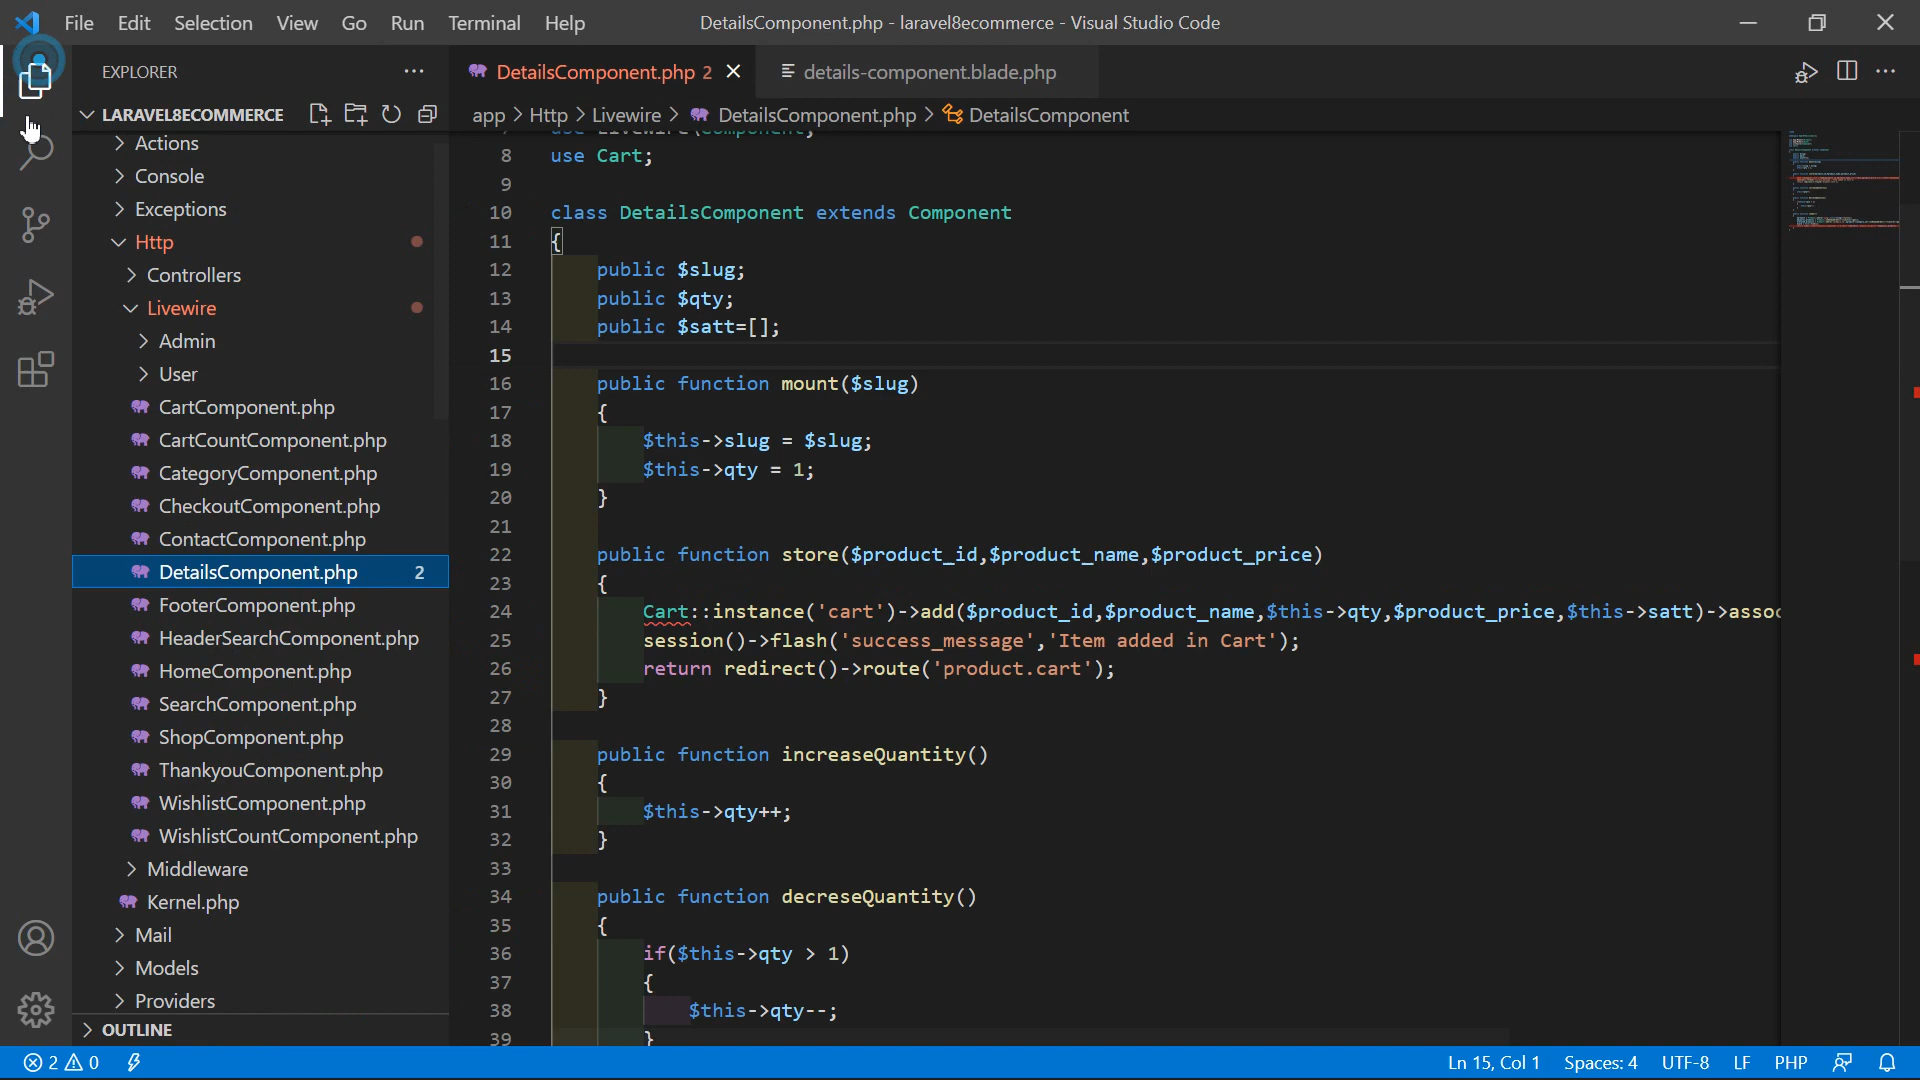 File Edit Selection View Go Run Terminal Help
DetailsComponent.php - laravel8ecommerce - Visual Studio Code
EXPLORER
LARAVEL8ECOMMERCE
Actions
Console
Exceptions
Http
Controllers
Livewire
Admin
User
CartComponent.php
CartCountComponent.php
CategoryComponent.php
CheckoutComponent.php
ContactComponent.php
DetailsComponent.php 2
FooterComponent.php
HeaderSearchComponent.php
HomeComponent.php
SearchComponent.php
ShopComponent.php
ThankyouComponent.php
WishlistComponent.php
WishlistCountComponent.php
Middleware
Kernel.php
Mail
Models
Providers
OUTLINE
DetailsComponent.php 2
details-component.blade.php
app > Http > Livewire > DetailsComponent.php > DetailsComponent
8 use Cart;
9
10 class DetailsComponent extends Component
11 {
12 public $slug;
13 public $qty;
14 public $satt=[];
15
16 public function mount($slug)
17 {
18 $this->slug = $slug;
19 $this->qty = 1;
20 }
21
22 public function store($product_id,$product_name,$product_price)
23 {
24 Cart::instance('cart')->add($product_id,$product_name,$this->qty,$product_price,$this->satt)->assoc
25 session()->flash('success_message','Item added in Cart');
26 return redirect()->route('product.cart');
27 }
28
29 public function increaseQuantity()
30 {
31 $this->qty++;
32 }
33
34 public function decreseQuantity()
35 {
36 if($this->qty > 1)
37 {
38 $this->qty--;
39 }
2 0
Ln 15, Col 1 Spaces: 4 UTF-8 LF PHP